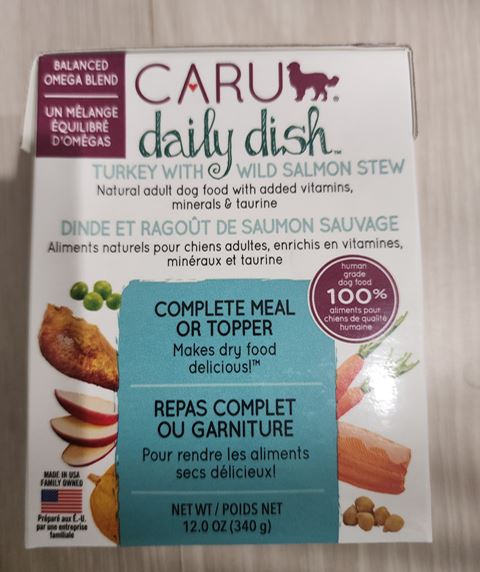 BALANCED
OMEGA BLEND
UN MÉLANGE
ÉQUILIBRÉ
D'OMÉGAS
CARU®
daily dish™
TURKEY WITH WILD SALMON STEW
Natural adult dog food with added vitamins,
minerals & taurine
DINDE ET RAGOÛT DE SAUMON SAUVAGE
Aliments naturels pour chiens adultes, enrichis en vitamines,
minéraux et taurine
human
grade
dog food
100%
aliments pour
chiens de qualité
humaine
COMPLETE MEAL
OR TOPPER
Makes dry food
delicious!™
REPAS COMPLET
OU GARNITURE
Pour rendre les aliments
secs délicieux!
MADE IN USA
FAMILY OWNED
Préparé aux É.-U.
par une entreprise
familiale
NET WT / POIDS NET
12.0 OZ (340 g)